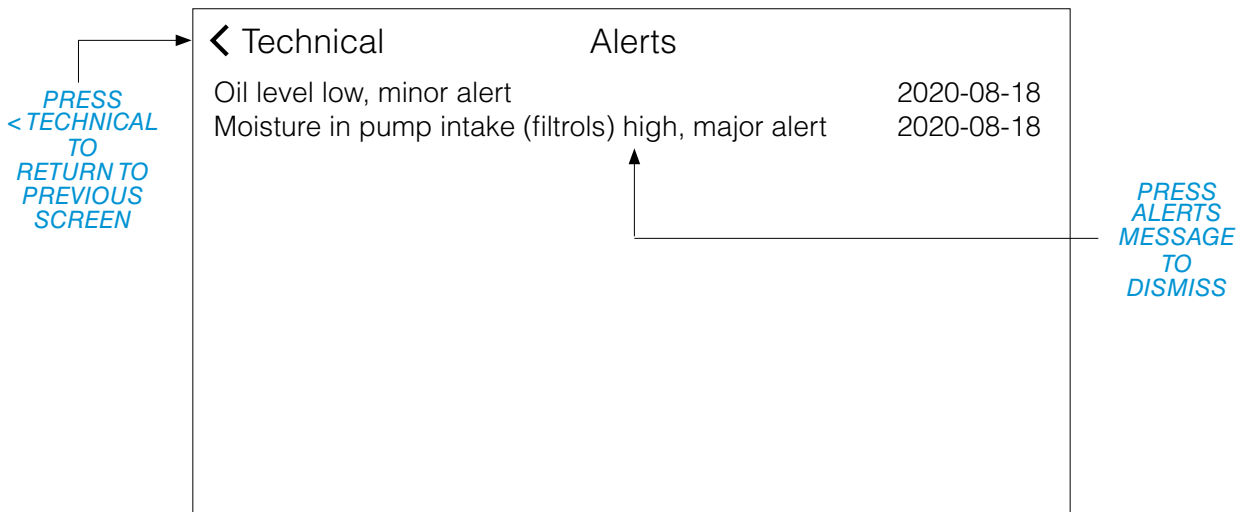 Technical Alerts
Oil level low, minor alert 2020-08-18
Moisture in pump intake (filtrols) high, major alert 2020-08-18
PRESS
< TECHNICAL
TO
RETURN TO
PREVIOUS
SCREEN
PRESS
ALERTS
MESSAGE
TO
DISMISS